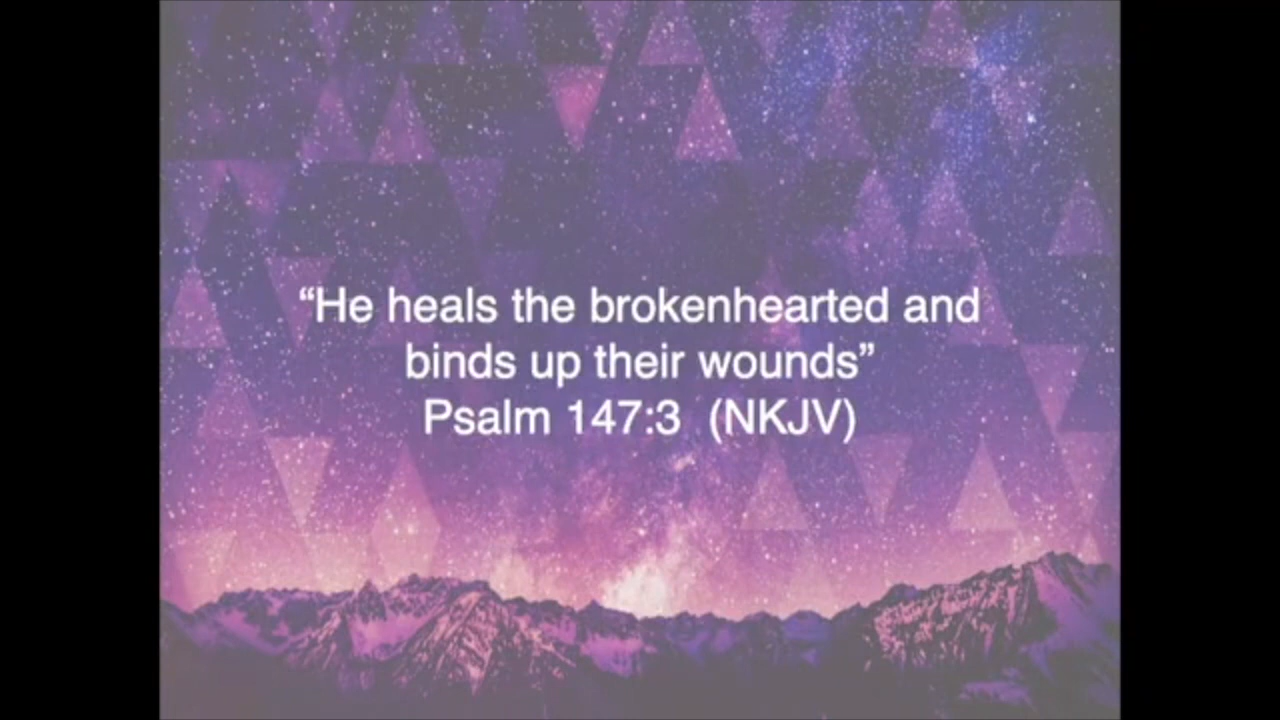 “He heals the brokenhearted and
binds up their wounds”
Psalm 147:3  (NKJV)